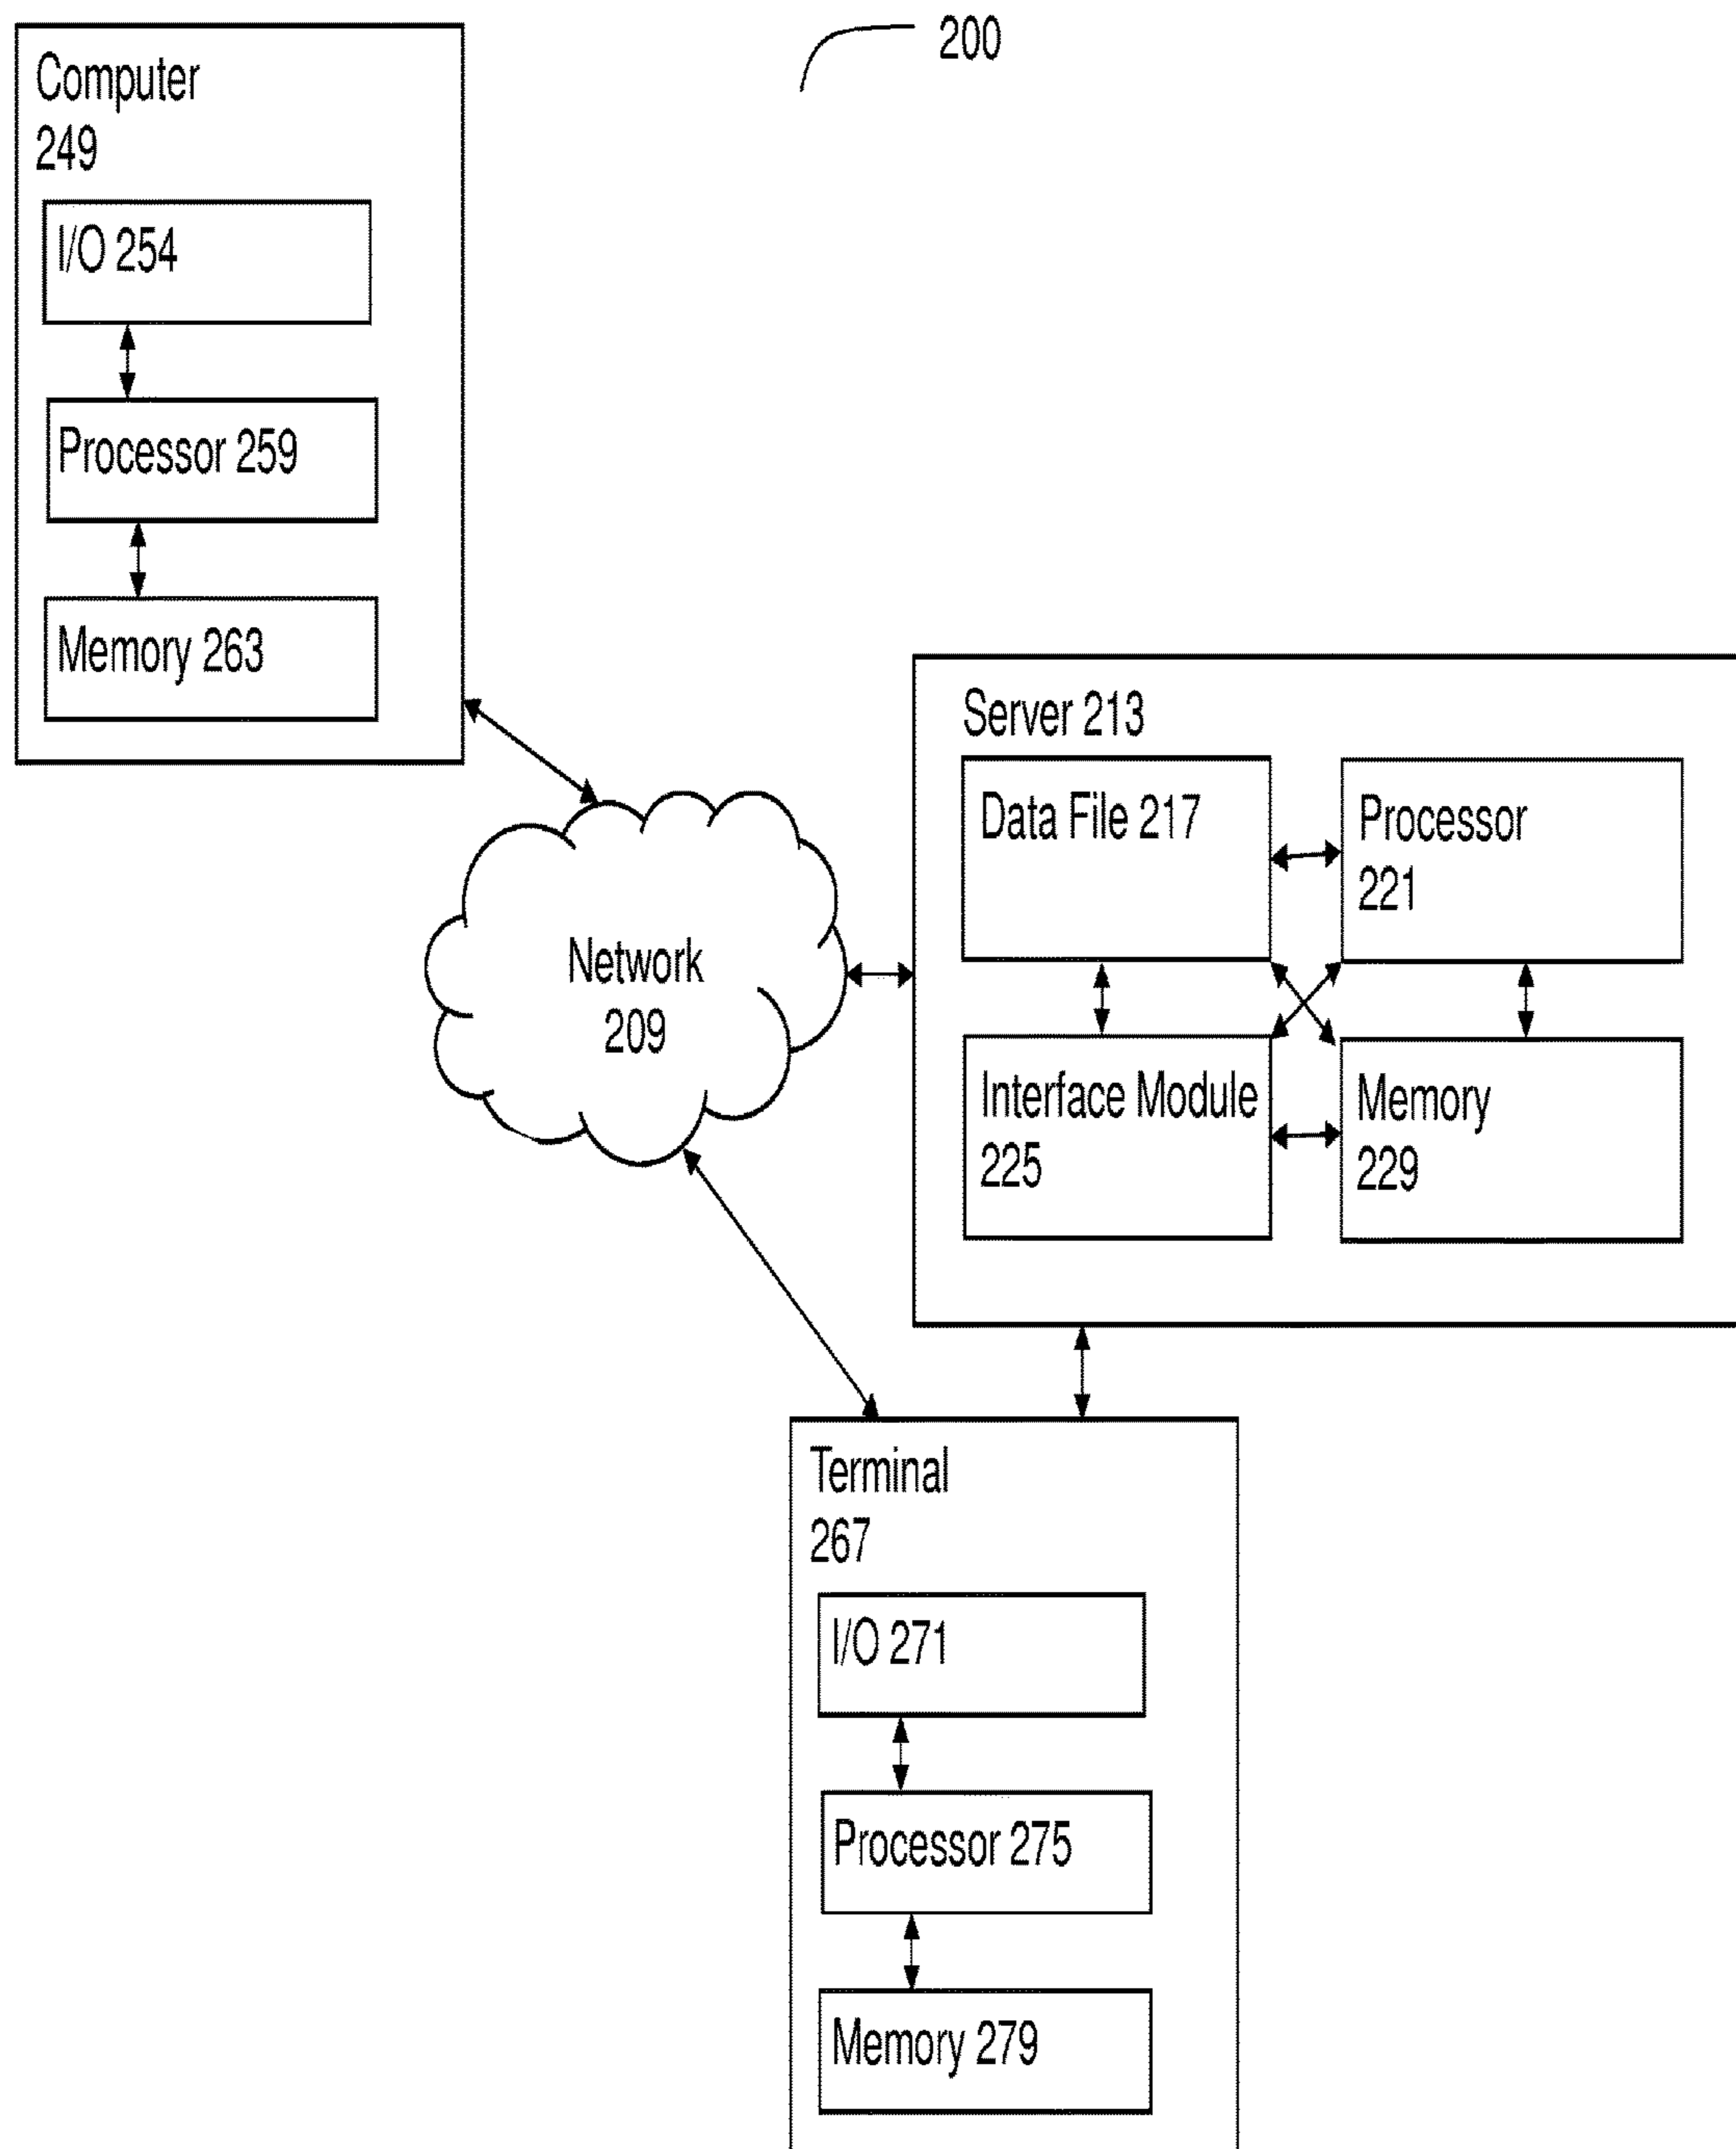 200
Computer
249
I/O 254
Processor 259
Memory 263
Network
209
Server 213
Data File 217
Processor
221
Interface Module
225
Memory
229
Terminal
267
I/O 271
Processor 275
Memory 279